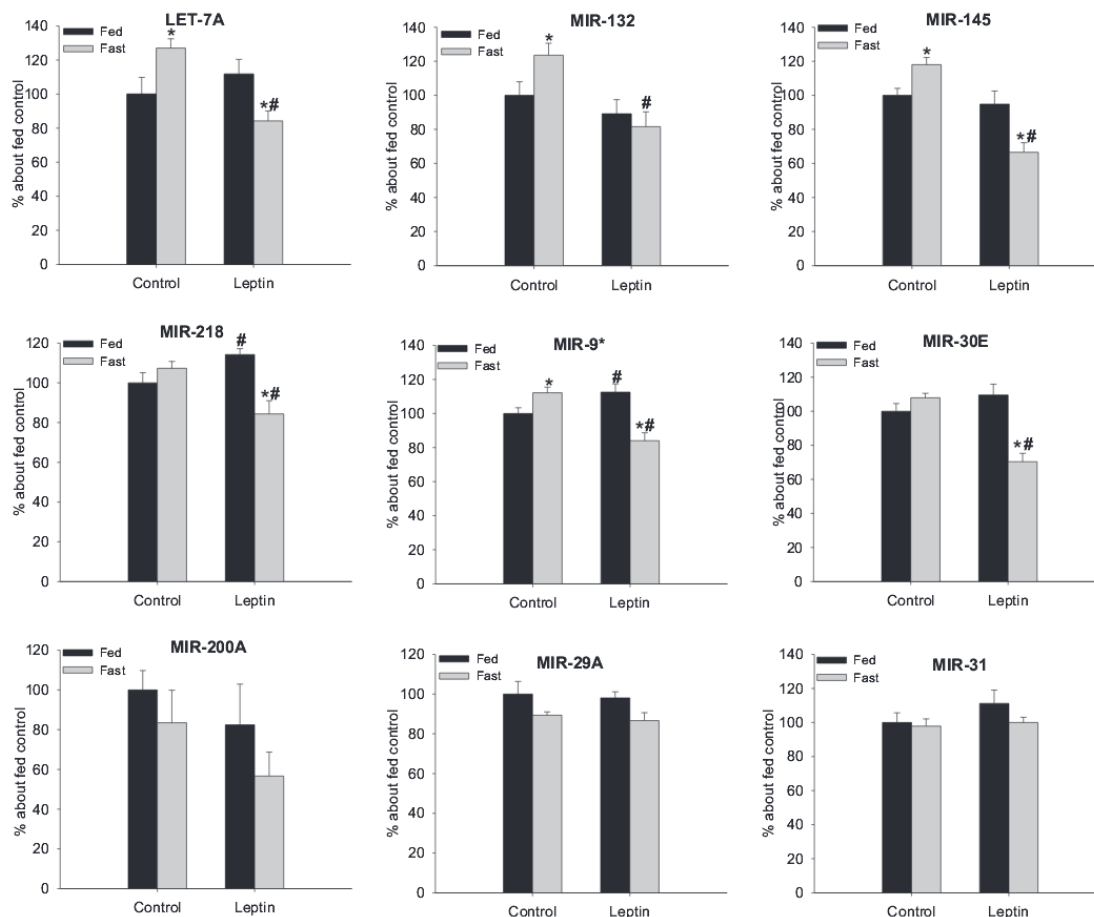 LET-7A
Fed
Fast
140
120
100
80
60
40
20
0
% about fed control
*
*#
Control
Leptin
MIR-132
Fed
Fast
140
120
100
80
60
40
20
0
% about fed control
*
#
Control
Leptin
MIR-145
Fed
Fast
140
120
100
80
60
40
20
0
% about fed control
*
*#
Control
Leptin
MIR-218
Fed
Fast
120
100
80
60
40
20
0
% about fed control
#
*#
Control
Leptin
MIR-9*
Fed
Fast
140
120
100
80
60
40
20
0
% about fed control
*
#
*#
Control
Leptin
MIR-30E
Fed
Fast
140
120
100
80
60
40
20
0
% about fed control
*#
Control
Leptin
MIR-200A
Fed
Fast
120
100
80
60
40
20
0
% about fed control
Control
Leptin
MIR-29A
Fed
Fast
120
100
80
60
40
20
0
% about fed control
Control
Leptin
MIR-31
Fed
Fast
140
120
100
80
60
40
20
0
% about fed control
Control
Leptin